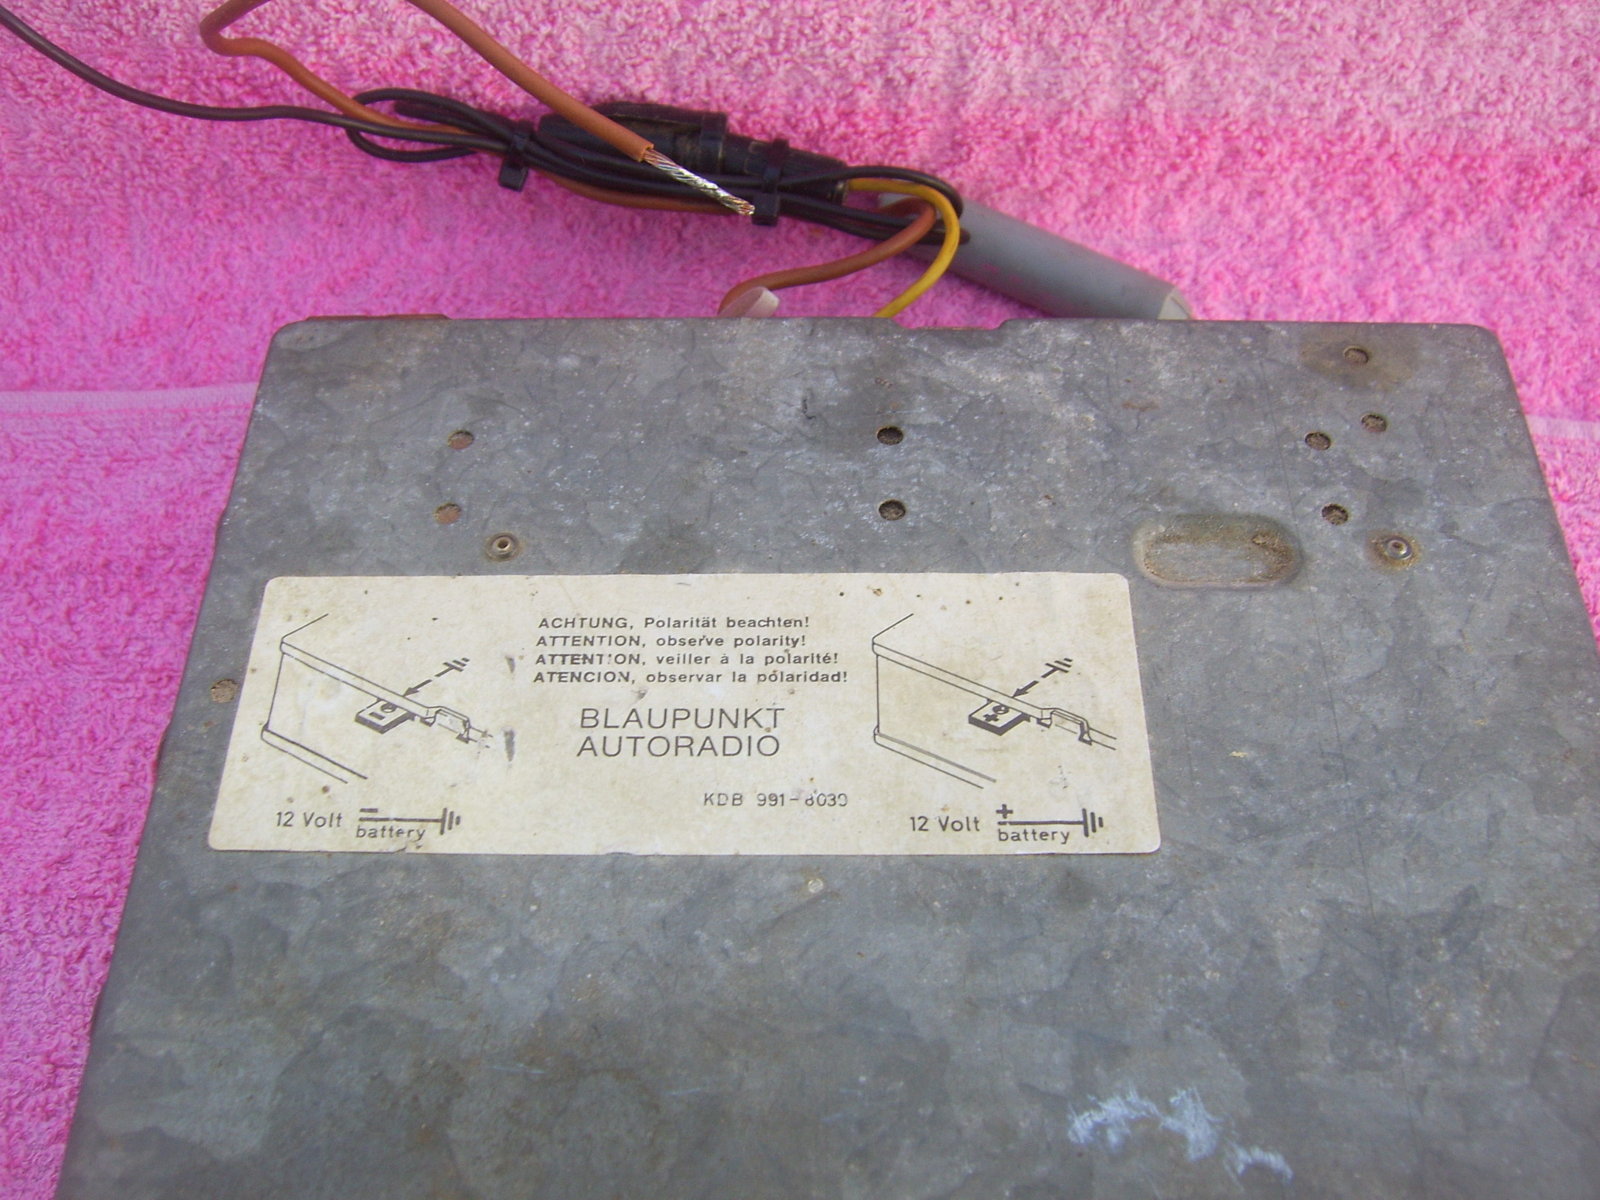 ACHTUNG, Polarität beachten!
ATTENTION, observe polarity!
ATTENTION, veiller à la polarité!
ATENCION, observar la polaridad!
BLAUPUNKT
AUTORADIO
KDB 991-8030
12 Volt - battery
12 Volt + battery